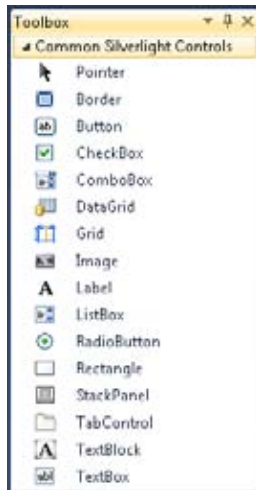 Toolbox
Common Silverlight Controls
Pointer
Border
Button
CheckBox
ComboBox
DataGrid
Grid
Image
Label
ListBox
RadioButton
Rectangle
StackPanel
TabControl
TextBlock
TextBox